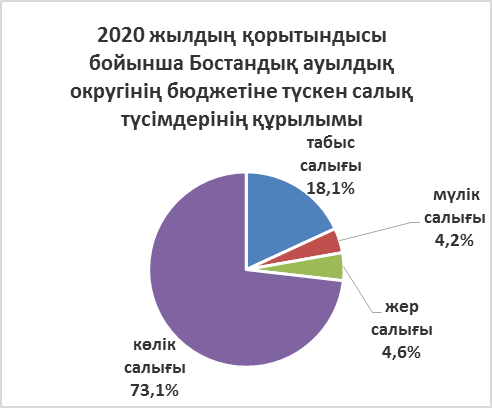 2020 жылдың қорытындысы
бойынша Бостандық ауылдық
округінің бюджетіне түскен салық
түсімдерінің құрылымы
табыс
салығы
18,1%
мүлік
салығы
4,2%
жер
салығы
4,6%
көлік
салығы
73,1%